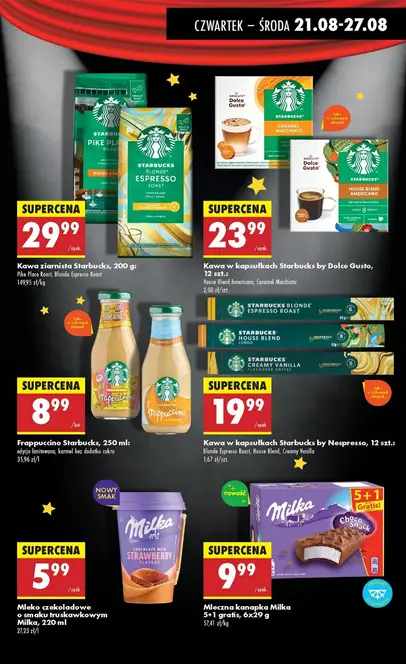 CZWARTEK – ŚRODA 21.08-27.08
STARBUCKS
PIKE PLACE
ROAST
STARBUCKS
BLONDE
ESPRESSO
ROAST
NESCAFÉ
Dolce
Gusto
STARBUCKS
CARAMEL
MACCHIATO
NESCAFÉ
Dolce
Gusto
STARBUCKS
HOUSE BLEND
AMERICANO
SUPERCENA
29.99
/opak.
SUPERCENA
23.99
/opak.
Kawa ziarnista Starbucks, 200 g:
Pike Place Roast, Blonde Espresso Roast
149,95 zł/kg
Kawa w kapsułkach Starbucks by Dolce Gusto,
12 szt.:
House Blend Americano, Caramel Macchiato
2,00 zł/szt.
STARBUCKS BLONDE
ESPRESSO ROAST
STARBUCKS
HOUSE BLEND
LUNGO
STARBUCKS
CREAMY VANILLA
frappuccino
frappuccino
SUPERCENA
8.99
/but.
SUPERCENA
19.99
/opak.
Frappuccino Starbucks, 250 ml:
edycja limitowana, karmel bez dodatku cukru
35,96 zł/l
Kawa w kapsułkach Starbucks by Nespresso, 12 szt.:
Blonde Espresso Roast, House Blend, Creamy Vanilla
1,67 zł/szt.
NOWY
SMAK
Milka
CHOCOLATE MILK
STRAWBERRY
FLAVOUR
+ nowość
Milka
Choco
Snack
5+1
Gratis!
SUPERCENA
5.99
SUPERCENA
9.99
/opak.
Mleko czekoladowe
o smaku truskawkowym
Milka, 220 ml
27,23 zł/l
Mleczna kanapka Milka
5+1 gratis, 6x29 g
57,41 zł/kg